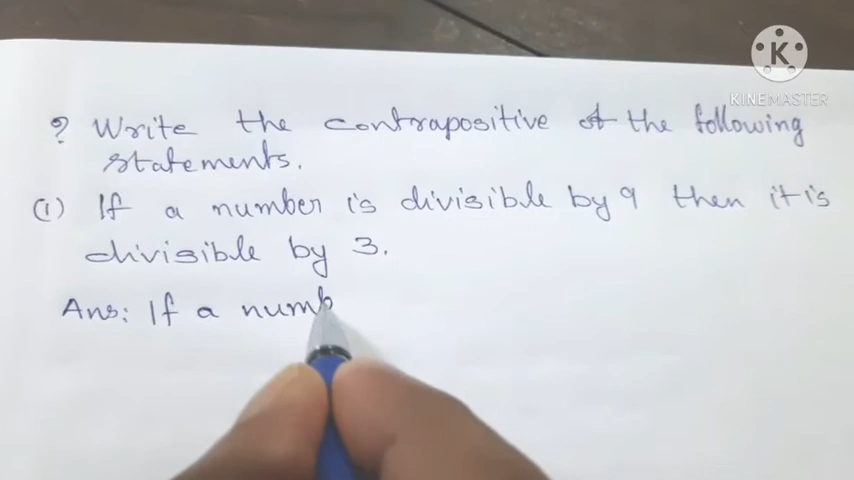 K
KINEMASTER
? Write the contrapositive of the following
statements.
(1) If a number is divisible by 9 then it is
divisible by 3.
Ans: If a numb